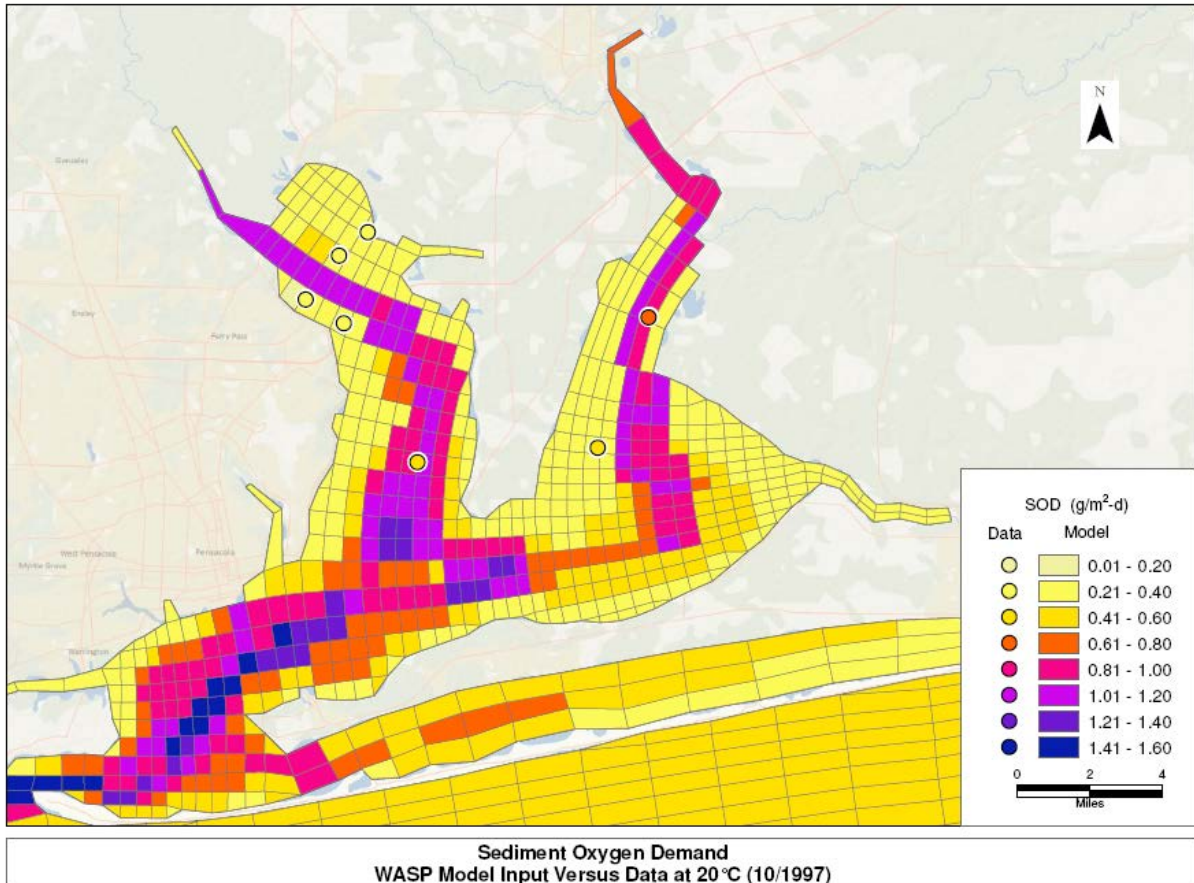 N
Gonzalez
Ensley
Ferry Pass
West Pensacola
Pensacola
Myrtle Grove
Warrington
SOD (g/m²-d)
Data Model
0.01 - 0.20
0.21 - 0.40
0.41 - 0.60
0.61 - 0.80
0.81 - 1.00
1.01 - 1.20
1.21 - 1.40
1.41 - 1.60
0 2 4
Miles
Sediment Oxygen Demand
WASP Model Input Versus Data at 20°C (10/1997)